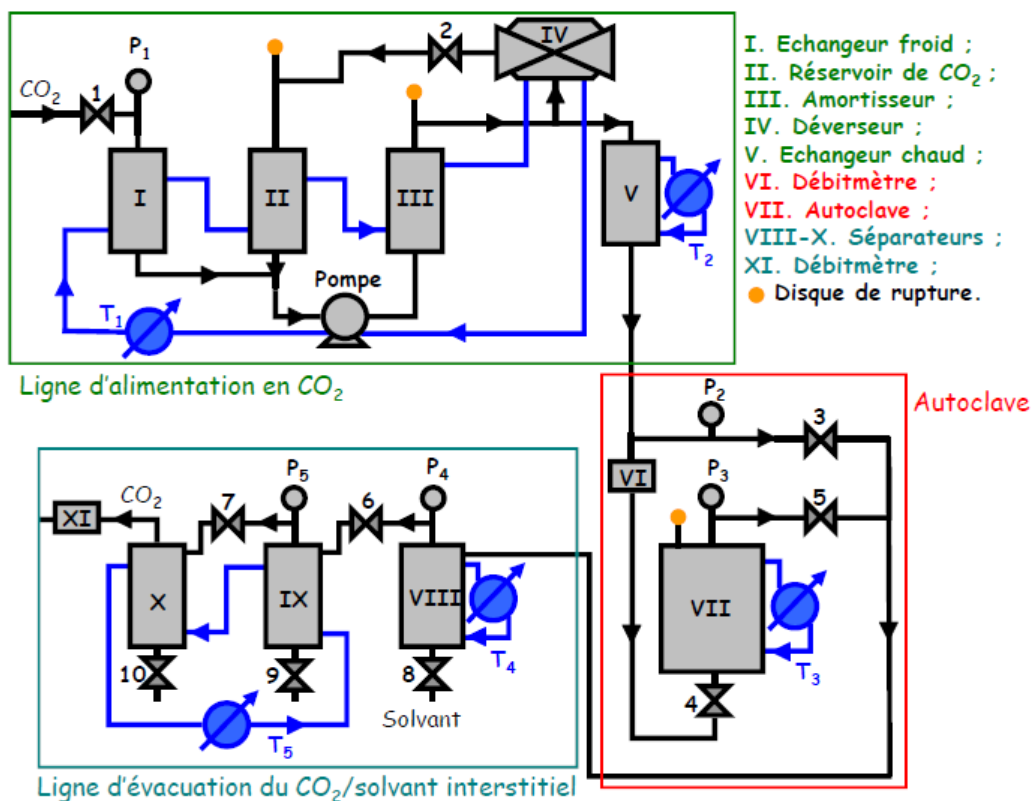 P₁
2
IV
CO₂
1
I
II
III
V
T₂
Pompe
T₁
I. Echangeur froid ;
II. Réservoir de CO₂ ;
III. Amortisseur ;
IV. Déverseur ;
V. Echangeur chaud ;
VI. Débitmètre ;
VII. Autoclave ;
VIII-X. Séparateurs ;
XI. Débitmètre ;
Disque de rupture.
Ligne d'alimentation en CO₂
Autoclave
P₂
3
VI
P₃
5
VII
T₃
4
P₅
P₄
CO₂
7
6
XI
X
IX
VIII
T₄
10
9
8
Solvant
T₅
Ligne d'évacuation du CO₂/solvant interstitiel